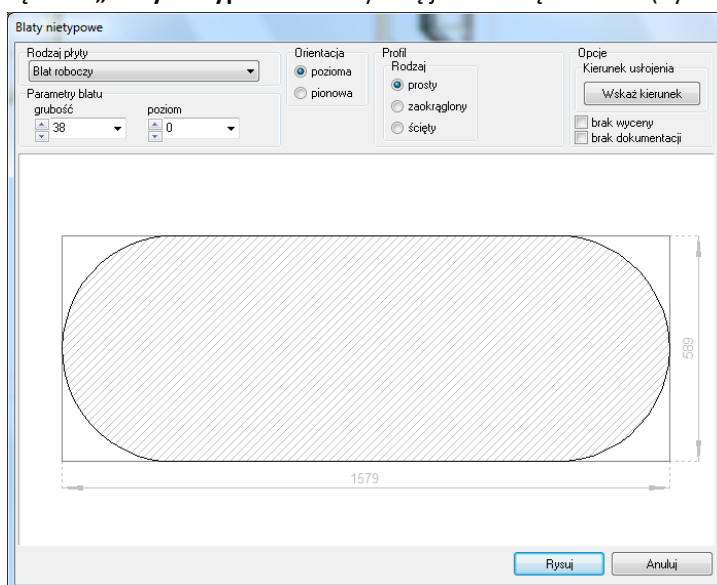 Blaty nietypowe
Rodzaj płyty
Blat roboczy
Parametry blatu
grubość
38
poziom
0
Orientacja
pozioma
pionowa
Profil
Rodzaj
prosty
zaokrąglony
ścięty
Opcje
Kierunek usłojenia
Wskaż kierunek
brak wyceny
brak dokumentacji
589
1579
Rysuj
Anuluj